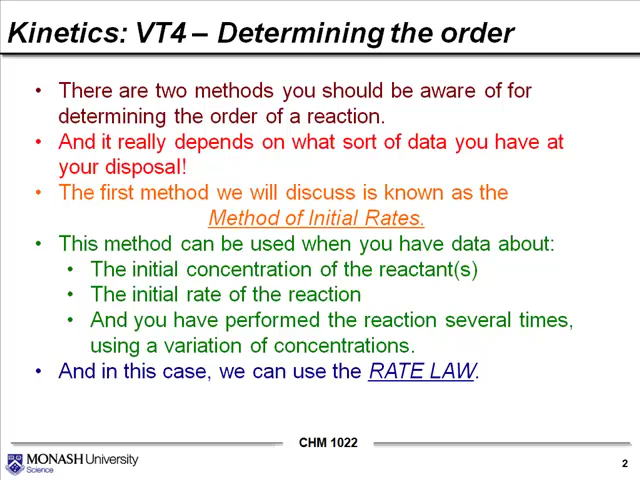 Kinetics: VT4 – Determining the order
• There are two methods you should be aware of for
determining the order of a reaction.
• And it really depends on what sort of data you have at
your disposal!
• The first method we will discuss is known as the
Method of Initial Rates.
• This method can be used when you have data about:
• The initial concentration of the reactant(s)
• The initial rate of the reaction
• And you have performed the reaction several times,
using a variation of concentrations.
• And in this case, we can use the RATE LAW.
CHM 1022
MONASH University
Science
2